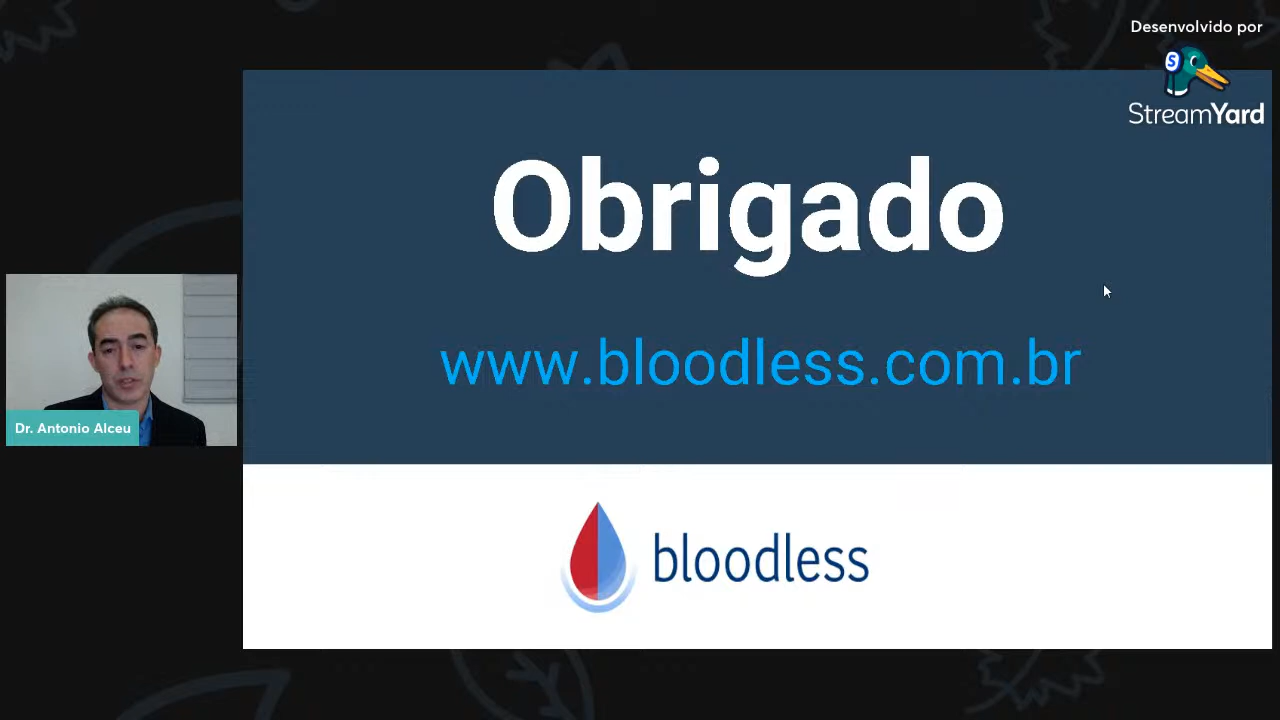 Desenvolvido por
S
StreamYard
Obrigado
www.bloodless.com.br
Dr. Antonio Alceu
bloodless